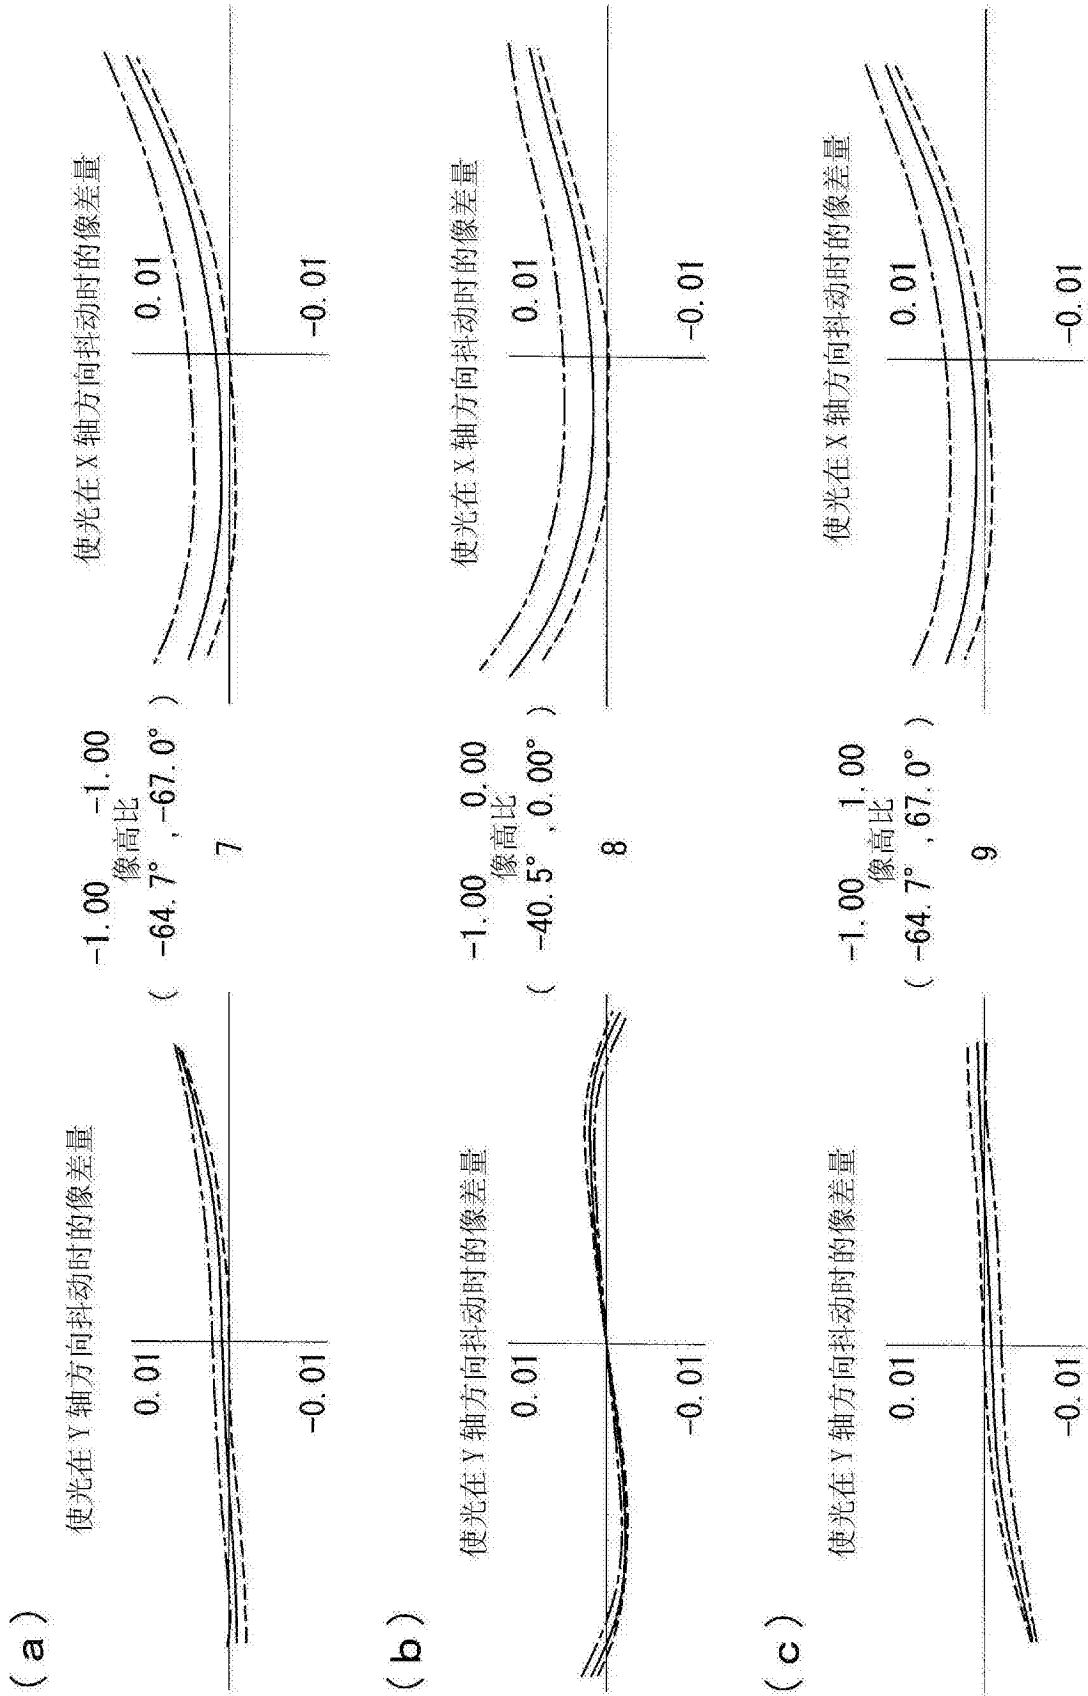 (a)
使光在 Y 轴方向抖动时的像差量
0.01
-0.01
-1.00 -1.00
像高比
( -64.7° ,-67.0° )
7
使光在 X 轴方向抖动时的像差量
0.01
-0.01
(b)
使光在 Y 轴方向抖动时的像差量
0.01
-0.01
-1.00 0.00
像高比
( -40.5° ,0.00° )
8
使光在 X 轴方向抖动时的像差量
0.01
-0.01
(c)
使光在 Y 轴方向抖动时的像差量
0.01
-0.01
-1.00 1.00
像高比
( -64.7° ,67.0° )
9
使光在 X 轴方向抖动时的像差量
0.01
-0.01